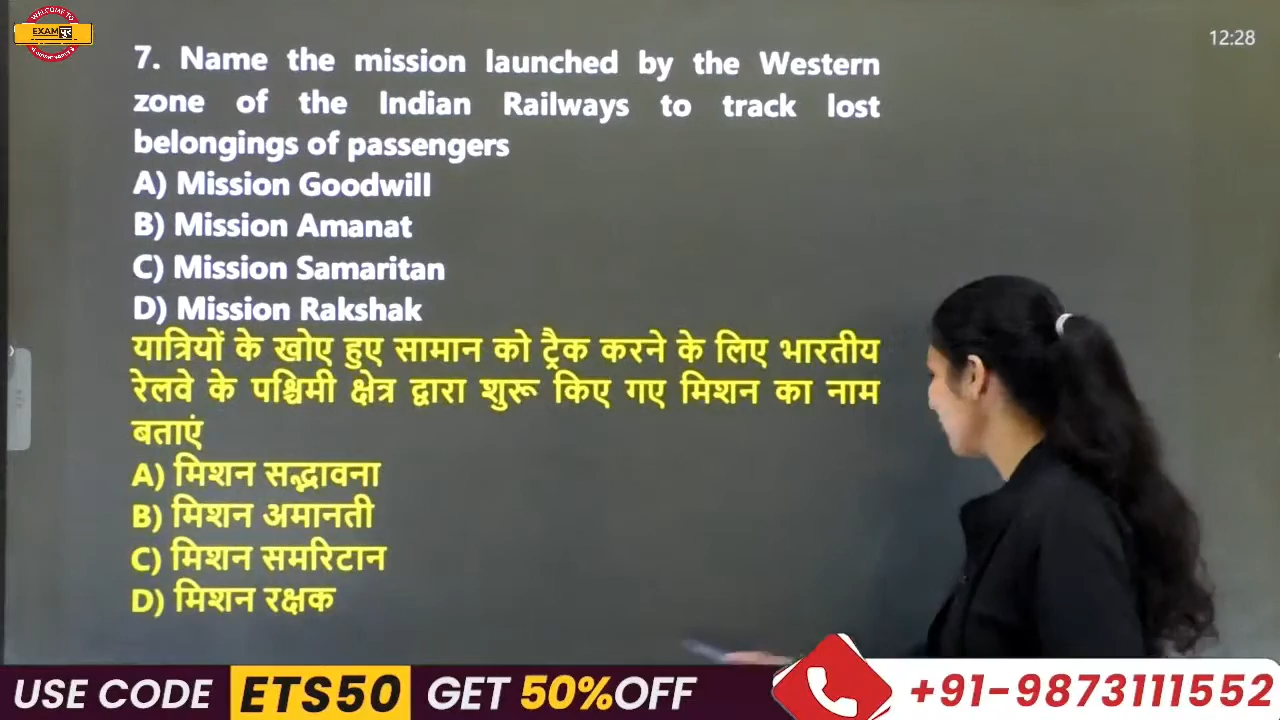 WELCOME TO
EXAM पुर
12:28
7. Name the mission launched by the Western
zone of the Indian Railways to track lost
belongings of passengers
A) Mission Goodwill
B) Mission Amanat
C) Mission Samaritan
D) Mission Rakshak
यात्रियों के खोए हुए सामान को ट्रैक करने के लिए भारतीय
रेलवे के पश्चिमी क्षेत्र द्वारा शुरू किए गए मिशन का नाम
बताएं
A) मिशन सद्भावना
B) मिशन अमानती
C) मिशन समरिटान
D) मिशन रक्षक
USE CODE ETS50 GET 50%OFF +91-9873111552